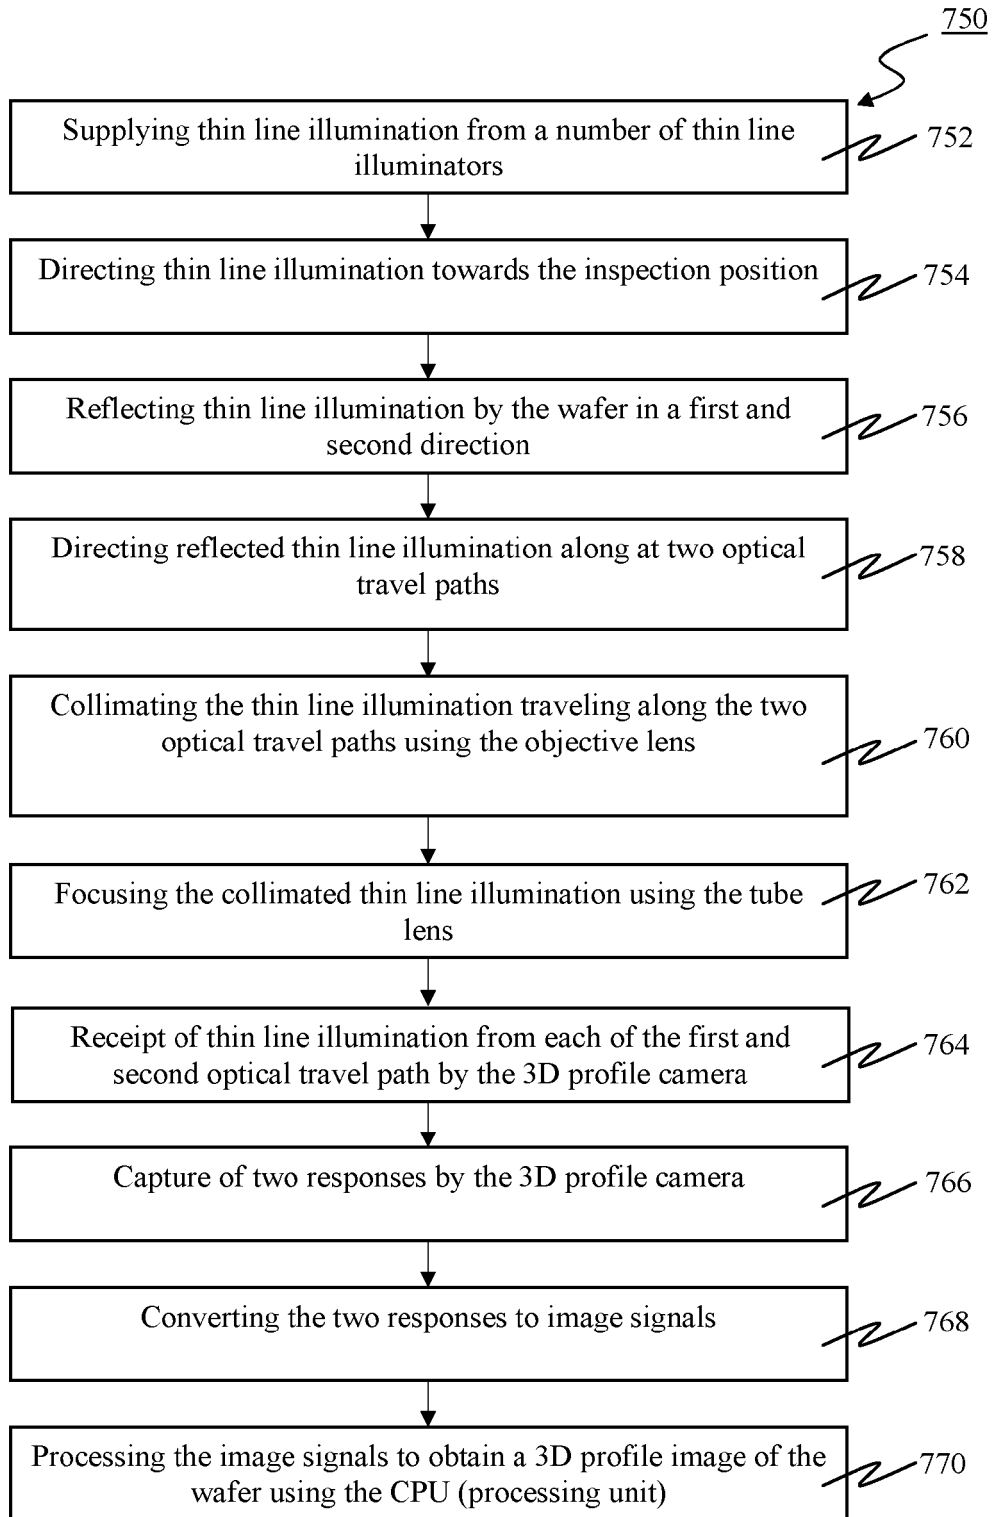 750
Supplying thin line illumination from a number of thin line
illuminators
752
Directing thin line illumination towards the inspection position
754
Reflecting thin line illumination by the wafer in a first and
second direction
756
Directing reflected thin line illumination along at two optical
travel paths
758
Collimating the thin line illumination traveling along the two
optical travel paths using the objective lens
760
Focusing the collimated thin line illumination using the tube
lens
762
Receipt of thin line illumination from each of the first and
second optical travel path by the 3D profile camera
764
Capture of two responses by the 3D profile camera
766
Converting the two responses to image signals
768
Processing the image signals to obtain a 3D profile image of the
wafer using the CPU (processing unit)
770